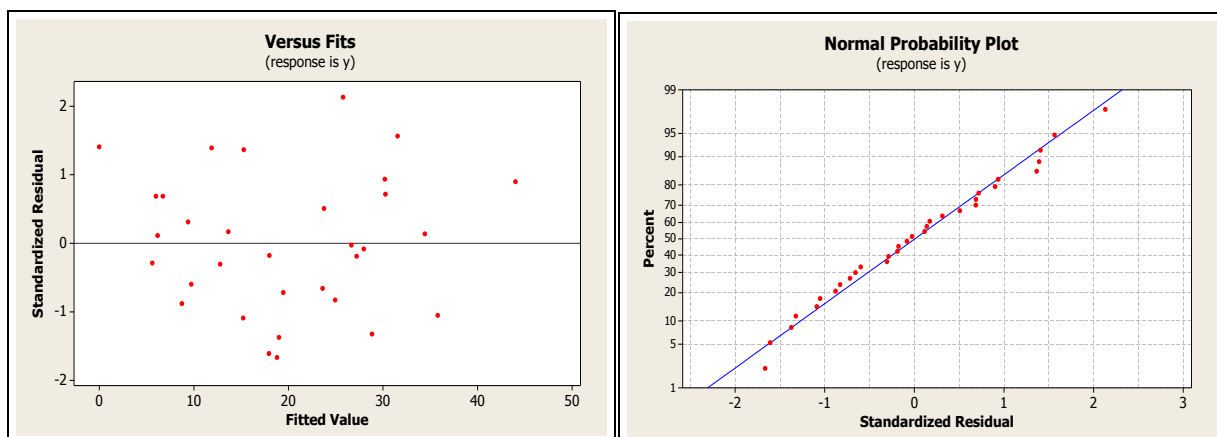 Versus Fits
(response is y)
Standardized Residual
2
1
0
-1
-2
0 10 20 30 40 50
Fitted Value
Normal Probability Plot
(response is y)
Percent
99
95
90
80
70
60
50
40
30
20
10
5
1
-2 -1 0 1 2 3
Standardized Residual